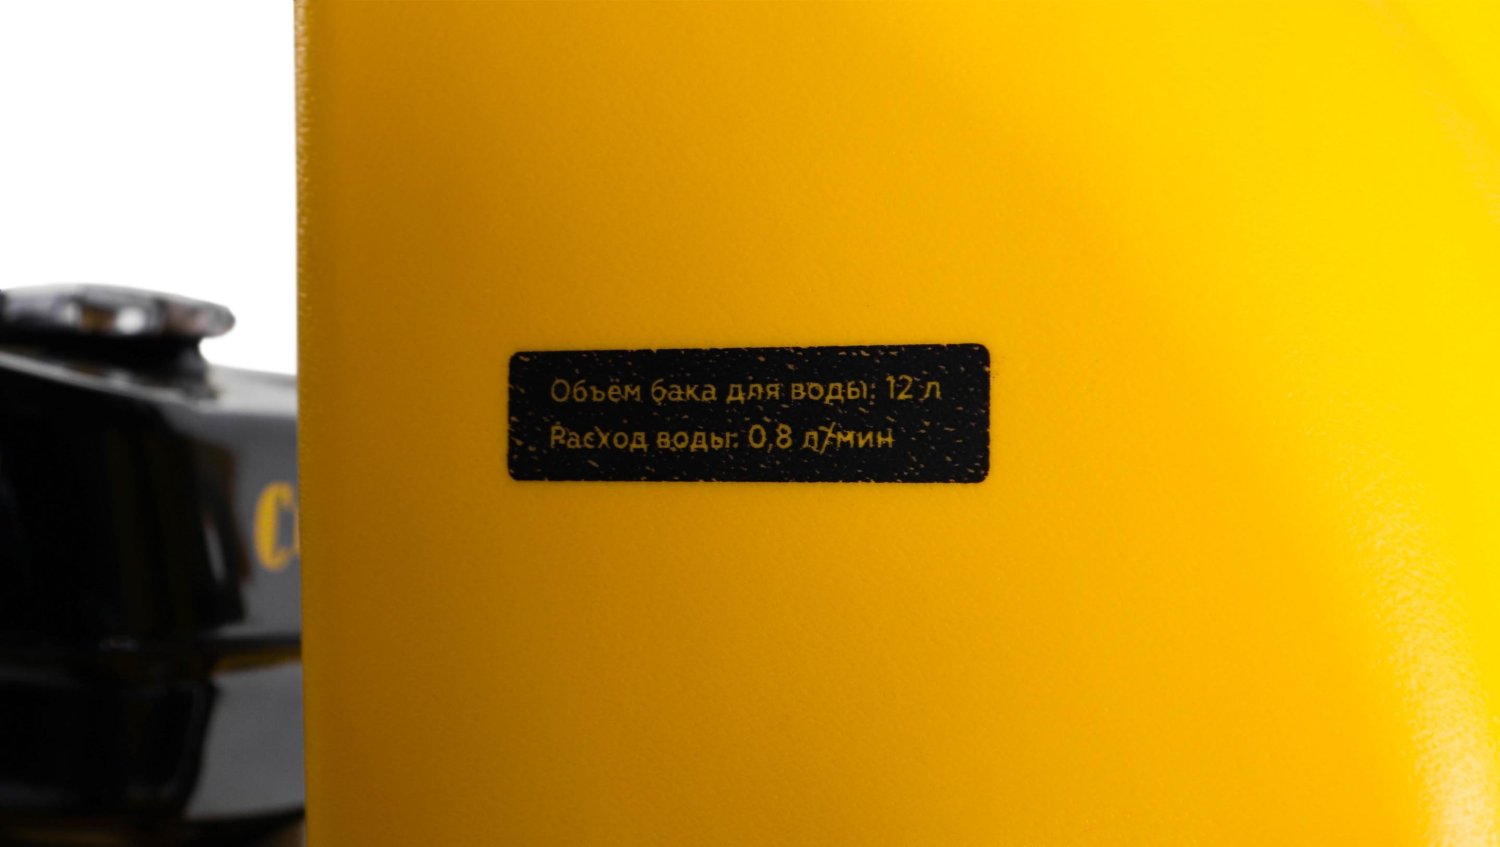 Объём бака для воды: 12 л
Расход воды: 0,8 л/мин